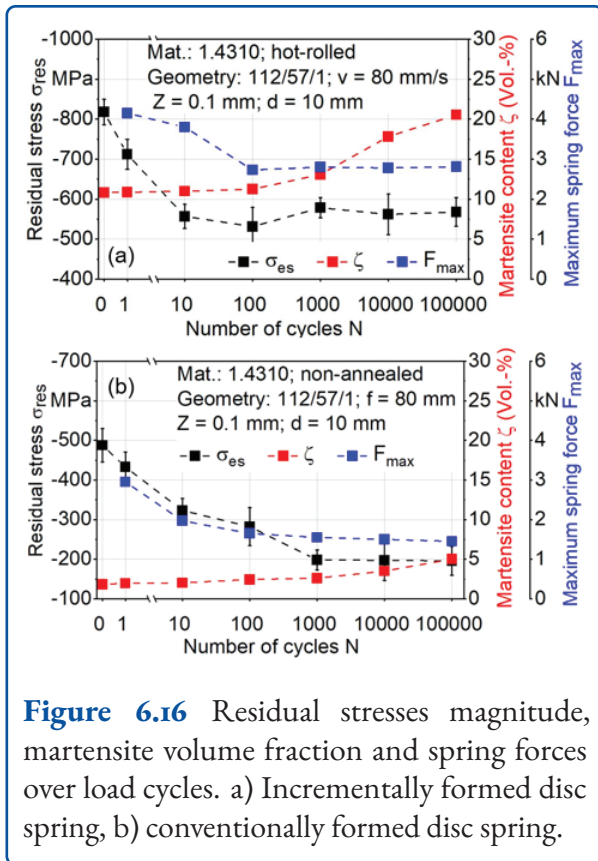 -1000
MPa
-800
-700
-600
-500
-400
Residual stress σres
Mat.: 1.4310; hot-rolled
Geometry: 112/57/1; v = 80 mm/s
Z = 0.1 mm; d = 10 mm
(a)
σes ζ Fmax
0 1 10 100 1000 10000 100000
Number of cycles N
30
25
20
15
10
5
0
Martensite content ζ (Vol.-%)
6
kN
4
3
2
1
0
Maximum spring force Fmax
-700
MPa
-500
-400
-300
-200
-100
Residual stress σres
(b)
Mat.: 1.4310; non-annealed
Geometry: 112/57/1; f = 80 mm
Z = 0.1 mm; d = 10 mm
σes ζ Fmax
0 1 10 100 1000 10000 100000
Number of cycles N
30
25
20
15
10
5
0
Martensite content ζ (Vol.-%)
6
kN
4
3
2
1
0
Maximum spring force Fmax
Figure 6.16 Residual stresses magnitude,
martensite volume fraction and spring forces
over load cycles. a) Incrementally formed disc
spring, b) conventionally formed disc spring.